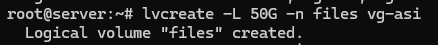 root@server:~# lvcreate -L 50G -n files vg-asi
  Logical volume "files" created.